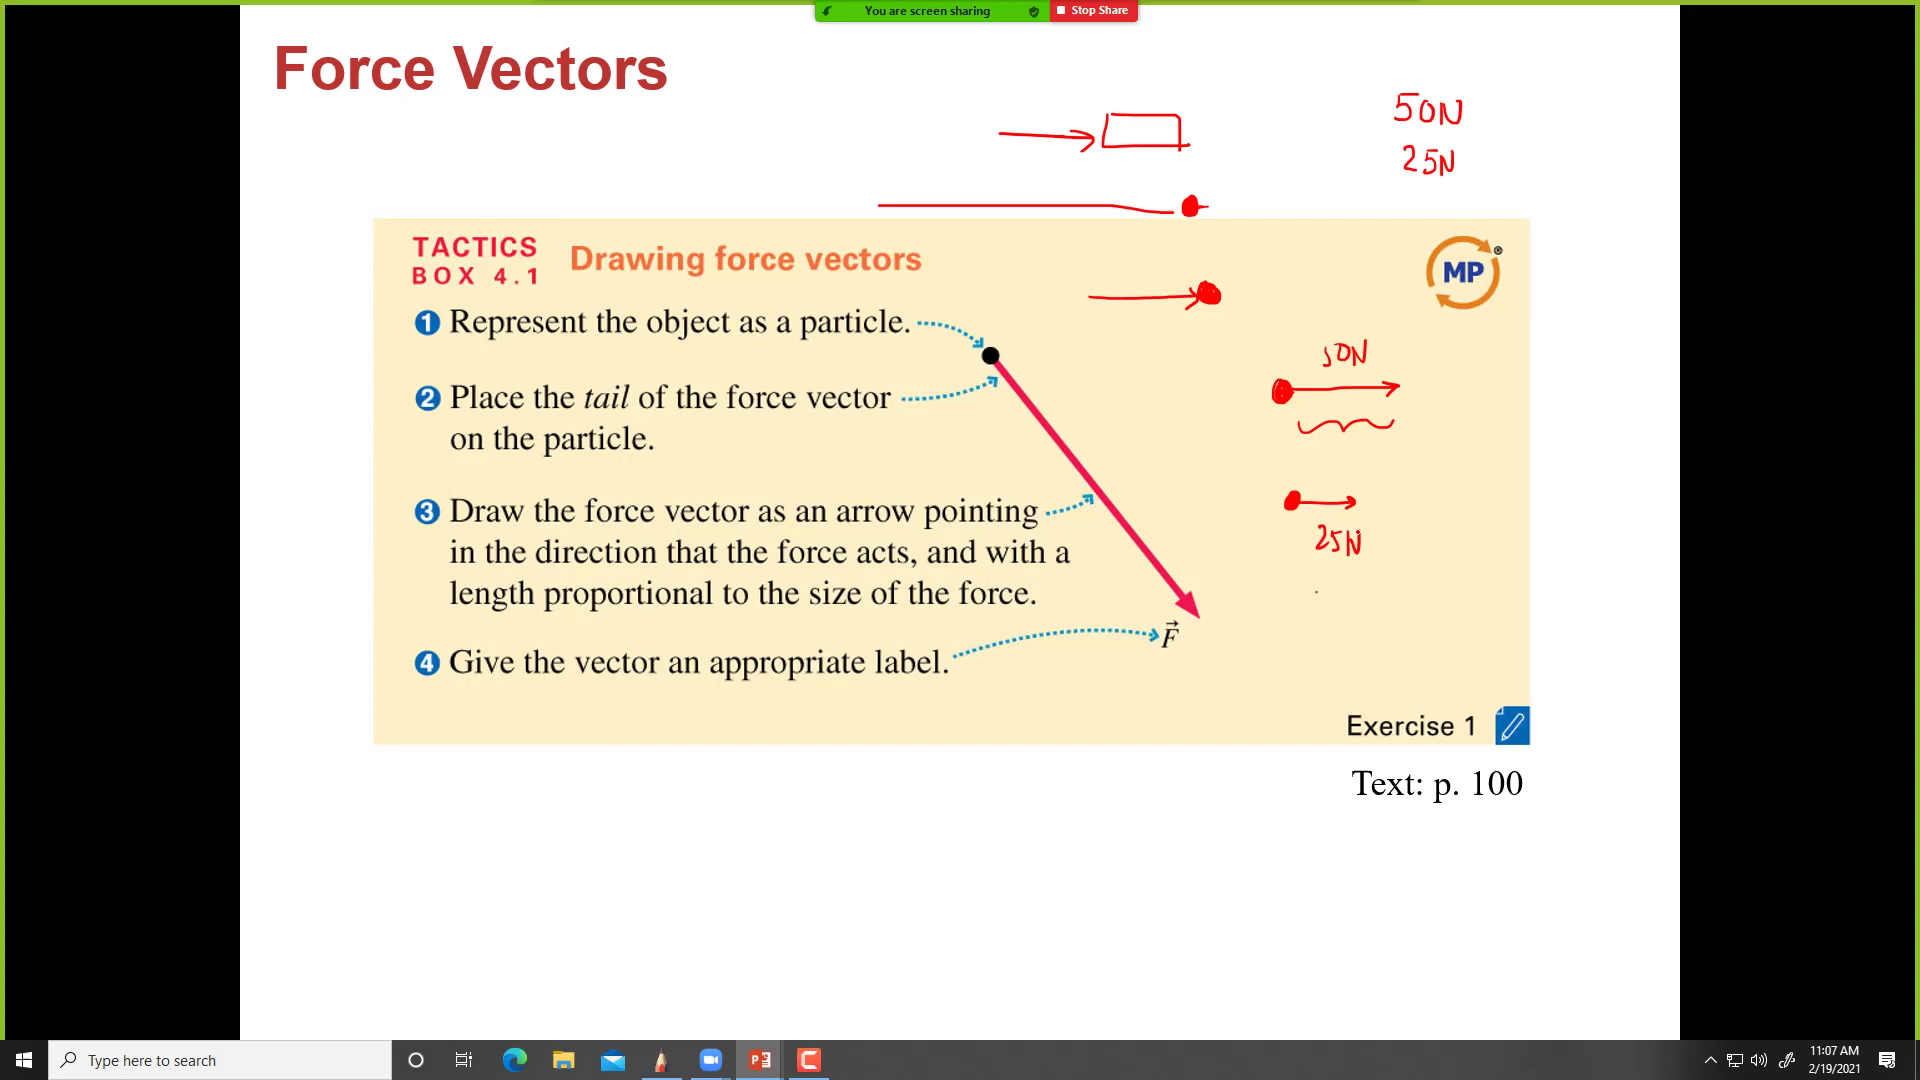 You are screen sharing
Stop Share
Force Vectors
50N
25N
TACTICS
BOX 4.1
Drawing force vectors
MP®
1 Represent the object as a particle.
2 Place the tail of the force vector
on the particle.
50N
3 Draw the force vector as an arrow pointing
in the direction that the force acts, and with a
length proportional to the size of the force.
25N
F⃗
4 Give the vector an appropriate label.
Exercise 1
Text: p. 100
Type here to search
11:07 AM
2/19/2021